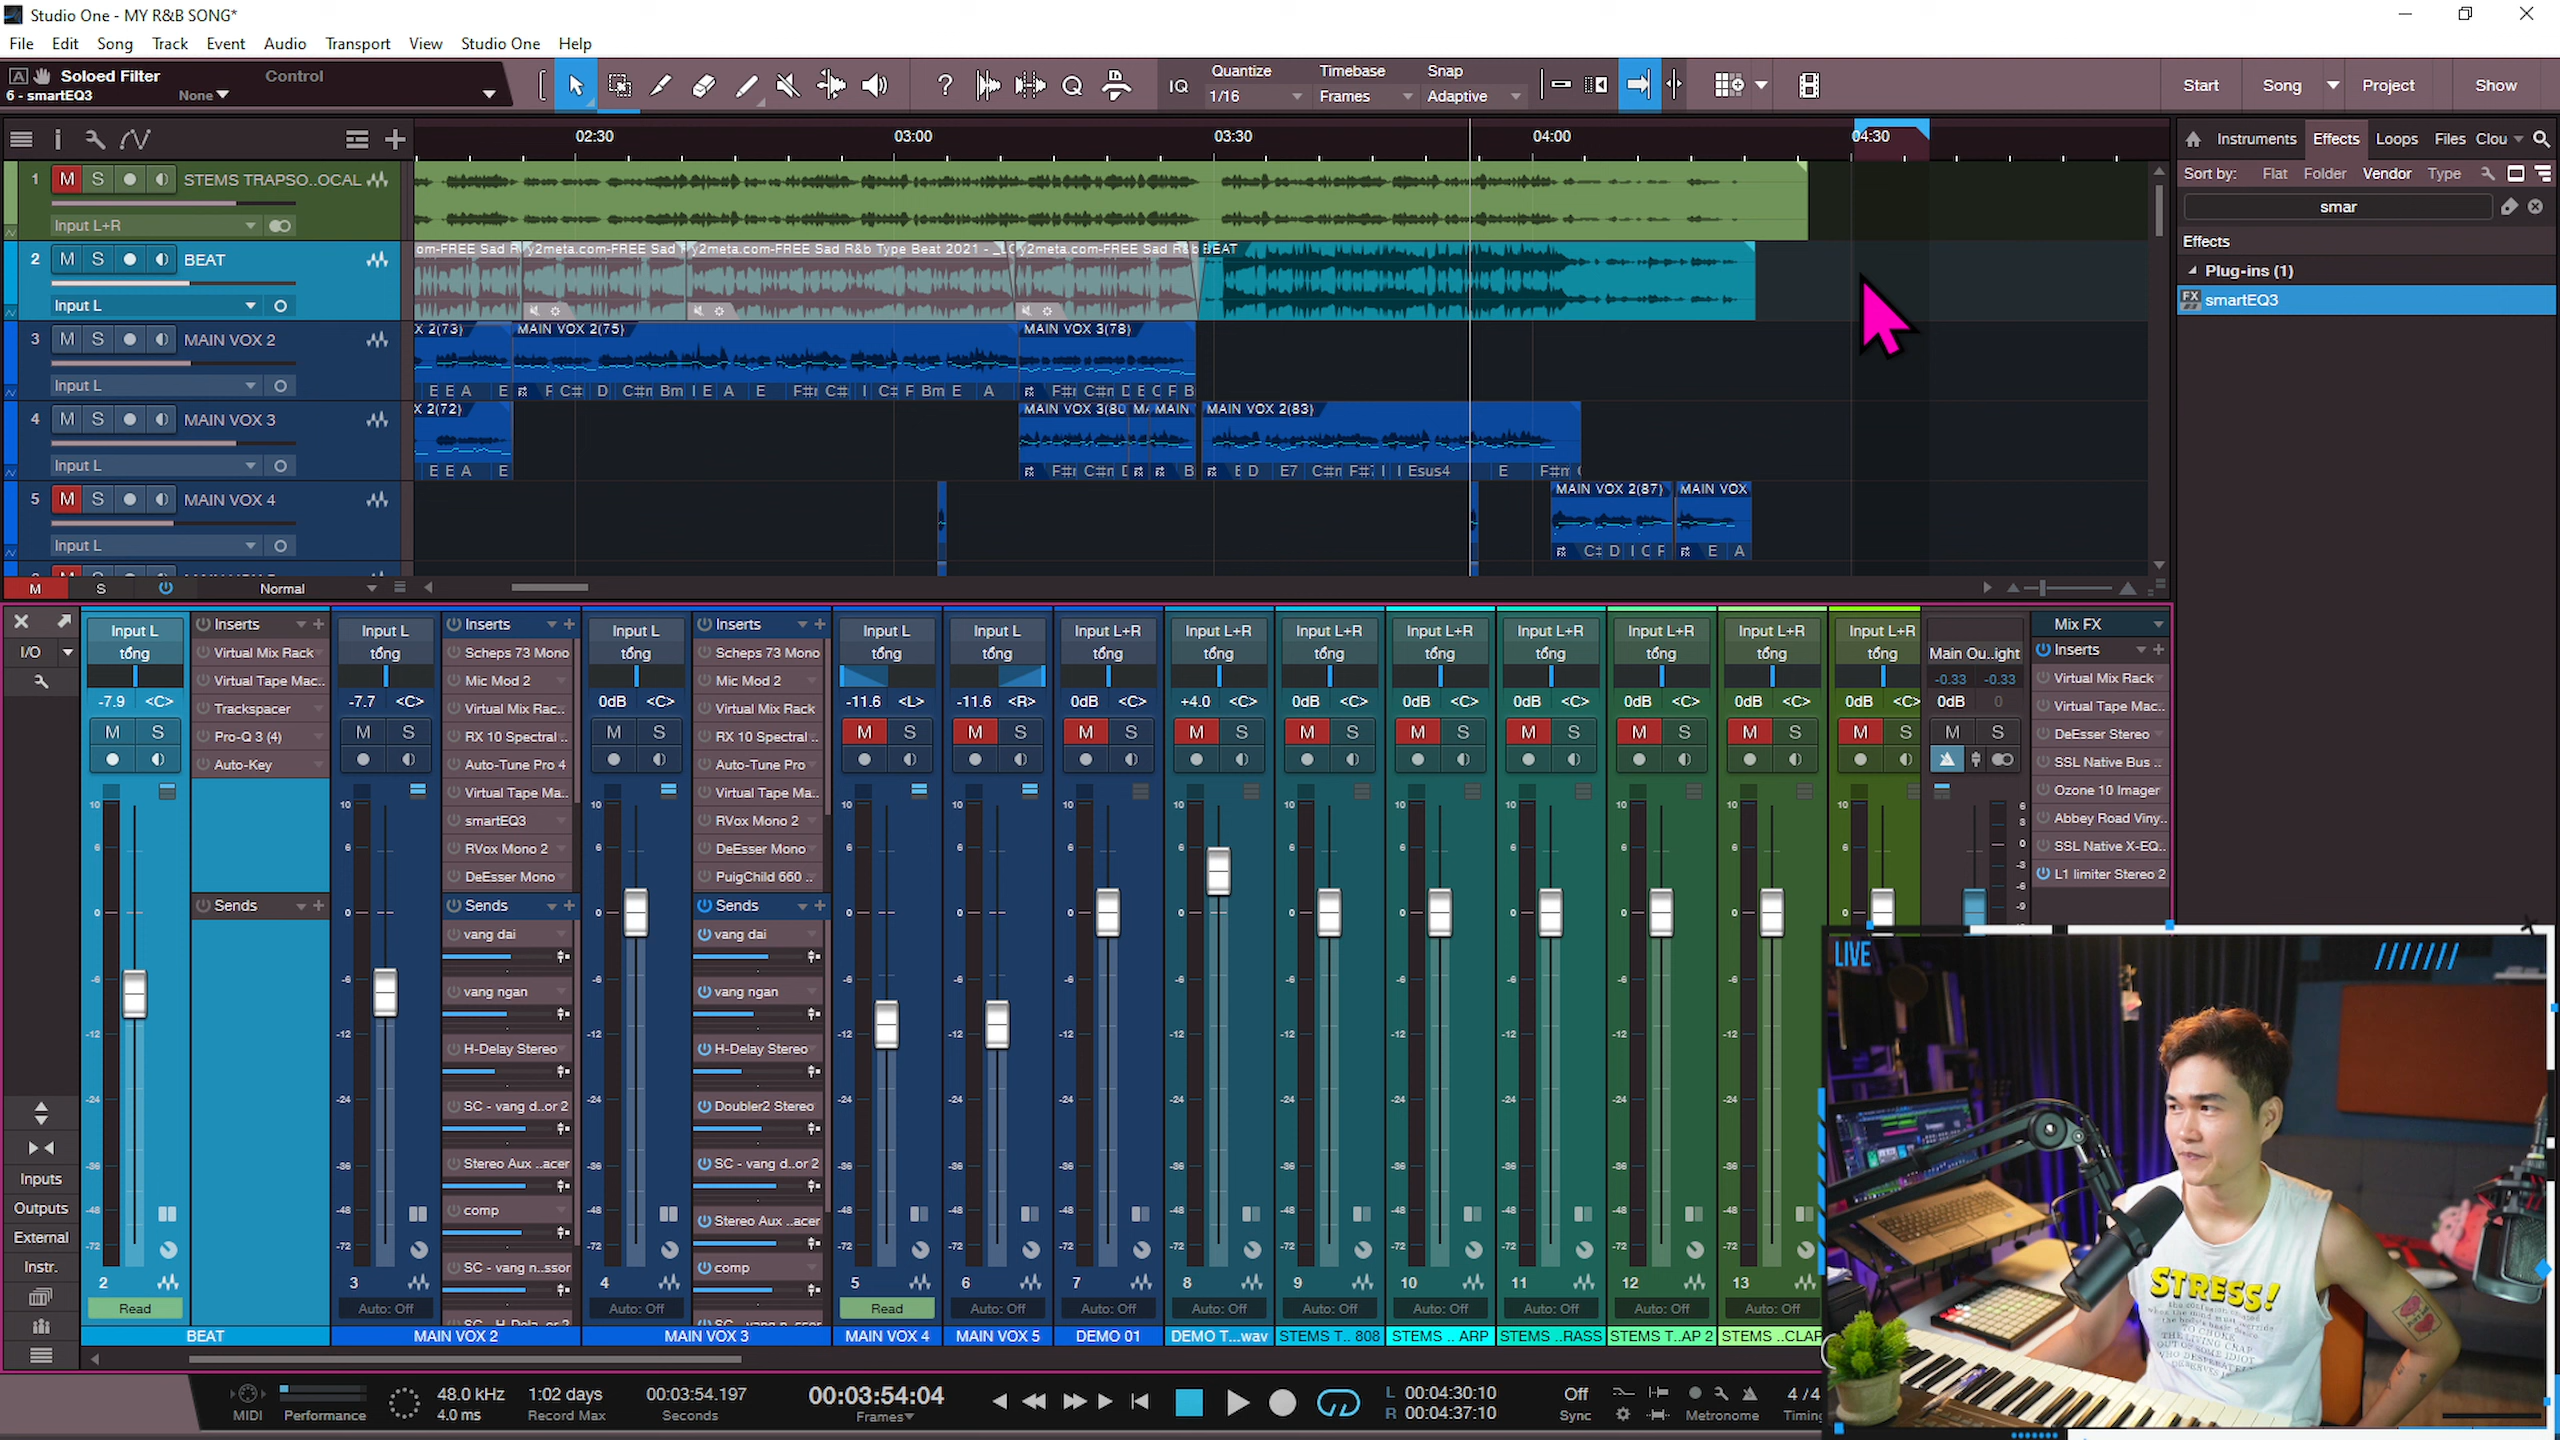 Studio One - MY R&B SONG*
File Edit Song Track Event Audio Transport View Studio One Help
Soloed Filter Control
6 - smartEQ3 None
IQ Quantize 1/16 Timebase Frames Snap Adaptive
Start Song Project Show
02:30 03:00 03:30 04:00 04:30
Instruments Effects Loops Files Clou
Sort by: Flat Folder Vendor Type
smar
Effects
Plug-ins (1)
FX smartEQ3
1 M S STEMS TRAPSO..OCAL
Input L+R
2 M S BEAT
Input L
om-FREE Sad R y2meta.com-FREE Sad y2meta.com-FREE Sad R&b Type Beat 2021 - _LC y2meta.com-FREE Sad R&b BEAT
3 M S MAIN VOX 2
Input L
X 2(73) MAIN VOX 2(75) MAIN VOX 3(78)
4 M S MAIN VOX 3
Input L
X 2(72) MAIN VOX 3(80 MAIN MAIN VOX 2(83)
E E A E
Esus4
5 M S MAIN VOX 4
Input L
MAIN VOX 2(87) MAIN VOX
M S Normal
I/O
Input L
tổng
-7.9 <C>
M S
Inserts
Virtual Mix Rack
Virtual Tape Mac..
Trackspacer
Pro-Q 3 (4)
Auto-Key
Sends
2
Read
BEAT
Input L
tổng
-7.7 <C>
M S
Inserts
Scheps 73 Mono
Mic Mod 2
Virtual Mix Rac..
RX 10 Spectral ..
Auto-Tune Pro 4
Virtual Tape Ma..
smartEQ3
RVox Mono 2
DeEsser Mono
Sends
vang dai
vang ngan
H-Delay Stereo
SC - vang d..or 2
Stereo Aux ..acer
comp
SC - vang n..ssor
3
Auto: Off
MAIN VOX 2
Input L
tổng
0dB <C>
M S
Inserts
Scheps 73 Mono
Mic Mod 2
Virtual Mix Rack
RX 10 Spectral ..
Auto-Tune Pro
Virtual Tape Ma..
RVox Mono 2
DeEsser Mono
PuigChild 660 ..
Sends
vang dai
vang ngan
H-Delay Stereo
Doubler2 Stereo
SC - vang d..or 2
Stereo Aux ..acer
comp
4
Auto: Off
MAIN VOX 3
Input L
tổng
-11.6 <L>
M S
5
Read
MAIN VOX 4
Input L
tổng
-11.6 <R>
M S
6
Auto: Off
MAIN VOX 5
Input L+R
tổng
0dB <C>
M S
7
Auto: Off
DEMO 01
Input L+R
tổng
+4.0 <C>
M S
8
Auto: Off
DEMO T...wav
Input L+R
tổng
0dB <C>
M S
9
Auto: Off
STEMS T.. 808
Input L+R
tổng
0dB <C>
M S
10
Auto: Off
STEMS .. ARP
Input L+R
tổng
0dB <C>
M S
11
Auto: Off
STEMS ..RASS
Input L+R
tổng
0dB <C>
M S
12
Auto: Off
STEMS T..AP 2
Input L+R
tổng
0dB <C>
M S
13
Auto: Off
STEMS ..CLAP
Input L+R
tổng
0dB <C>
M S
Main Ou..ight
-0.33 -0.33
0dB 0
M S
Mix FX
Inserts
Virtual Mix Rack
Virtual Tape Mac..
DeEsser Stereo
SSL Native Bus ..
Ozone 10 Imager
Abbey Road Viny..
SSL Native X-EQ..
L1 limiter Stereo 2
Inputs
Outputs
External
Instr.
LIVE
STRESS!
MIDI Performance
48.0 kHz
4.0 ms
1:02 days
Record Max
00:03:54.197
Seconds
00:03:54:04
Frames
L 00:04:30:10
R 00:04:37:10
Off
Sync
Metronome
4 / 4
Timing